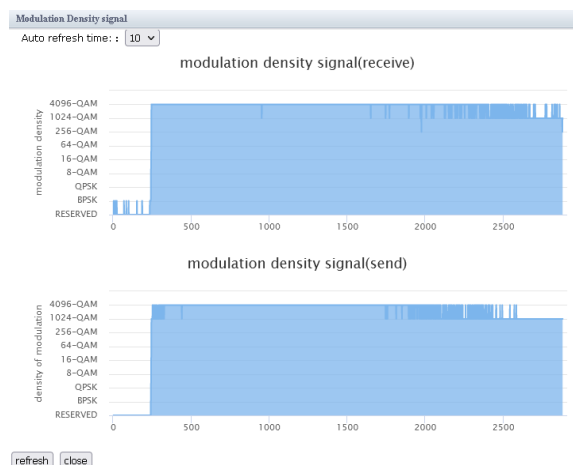 Modulation Density signal
Auto refresh time: : 10
modulation density signal(receive)
modulation density
4096-QAM
1024-QAM
256-QAM
64-QAM
16-QAM
8-QAM
QPSK
BPSK
RESERVED
0 500 1000 1500 2000 2500
modulation density signal(send)
density of modulation
4096-QAM
1024-QAM
256-QAM
64-QAM
16-QAM
8-QAM
QPSK
BPSK
RESERVED
0 500 1000 1500 2000 2500
refresh close